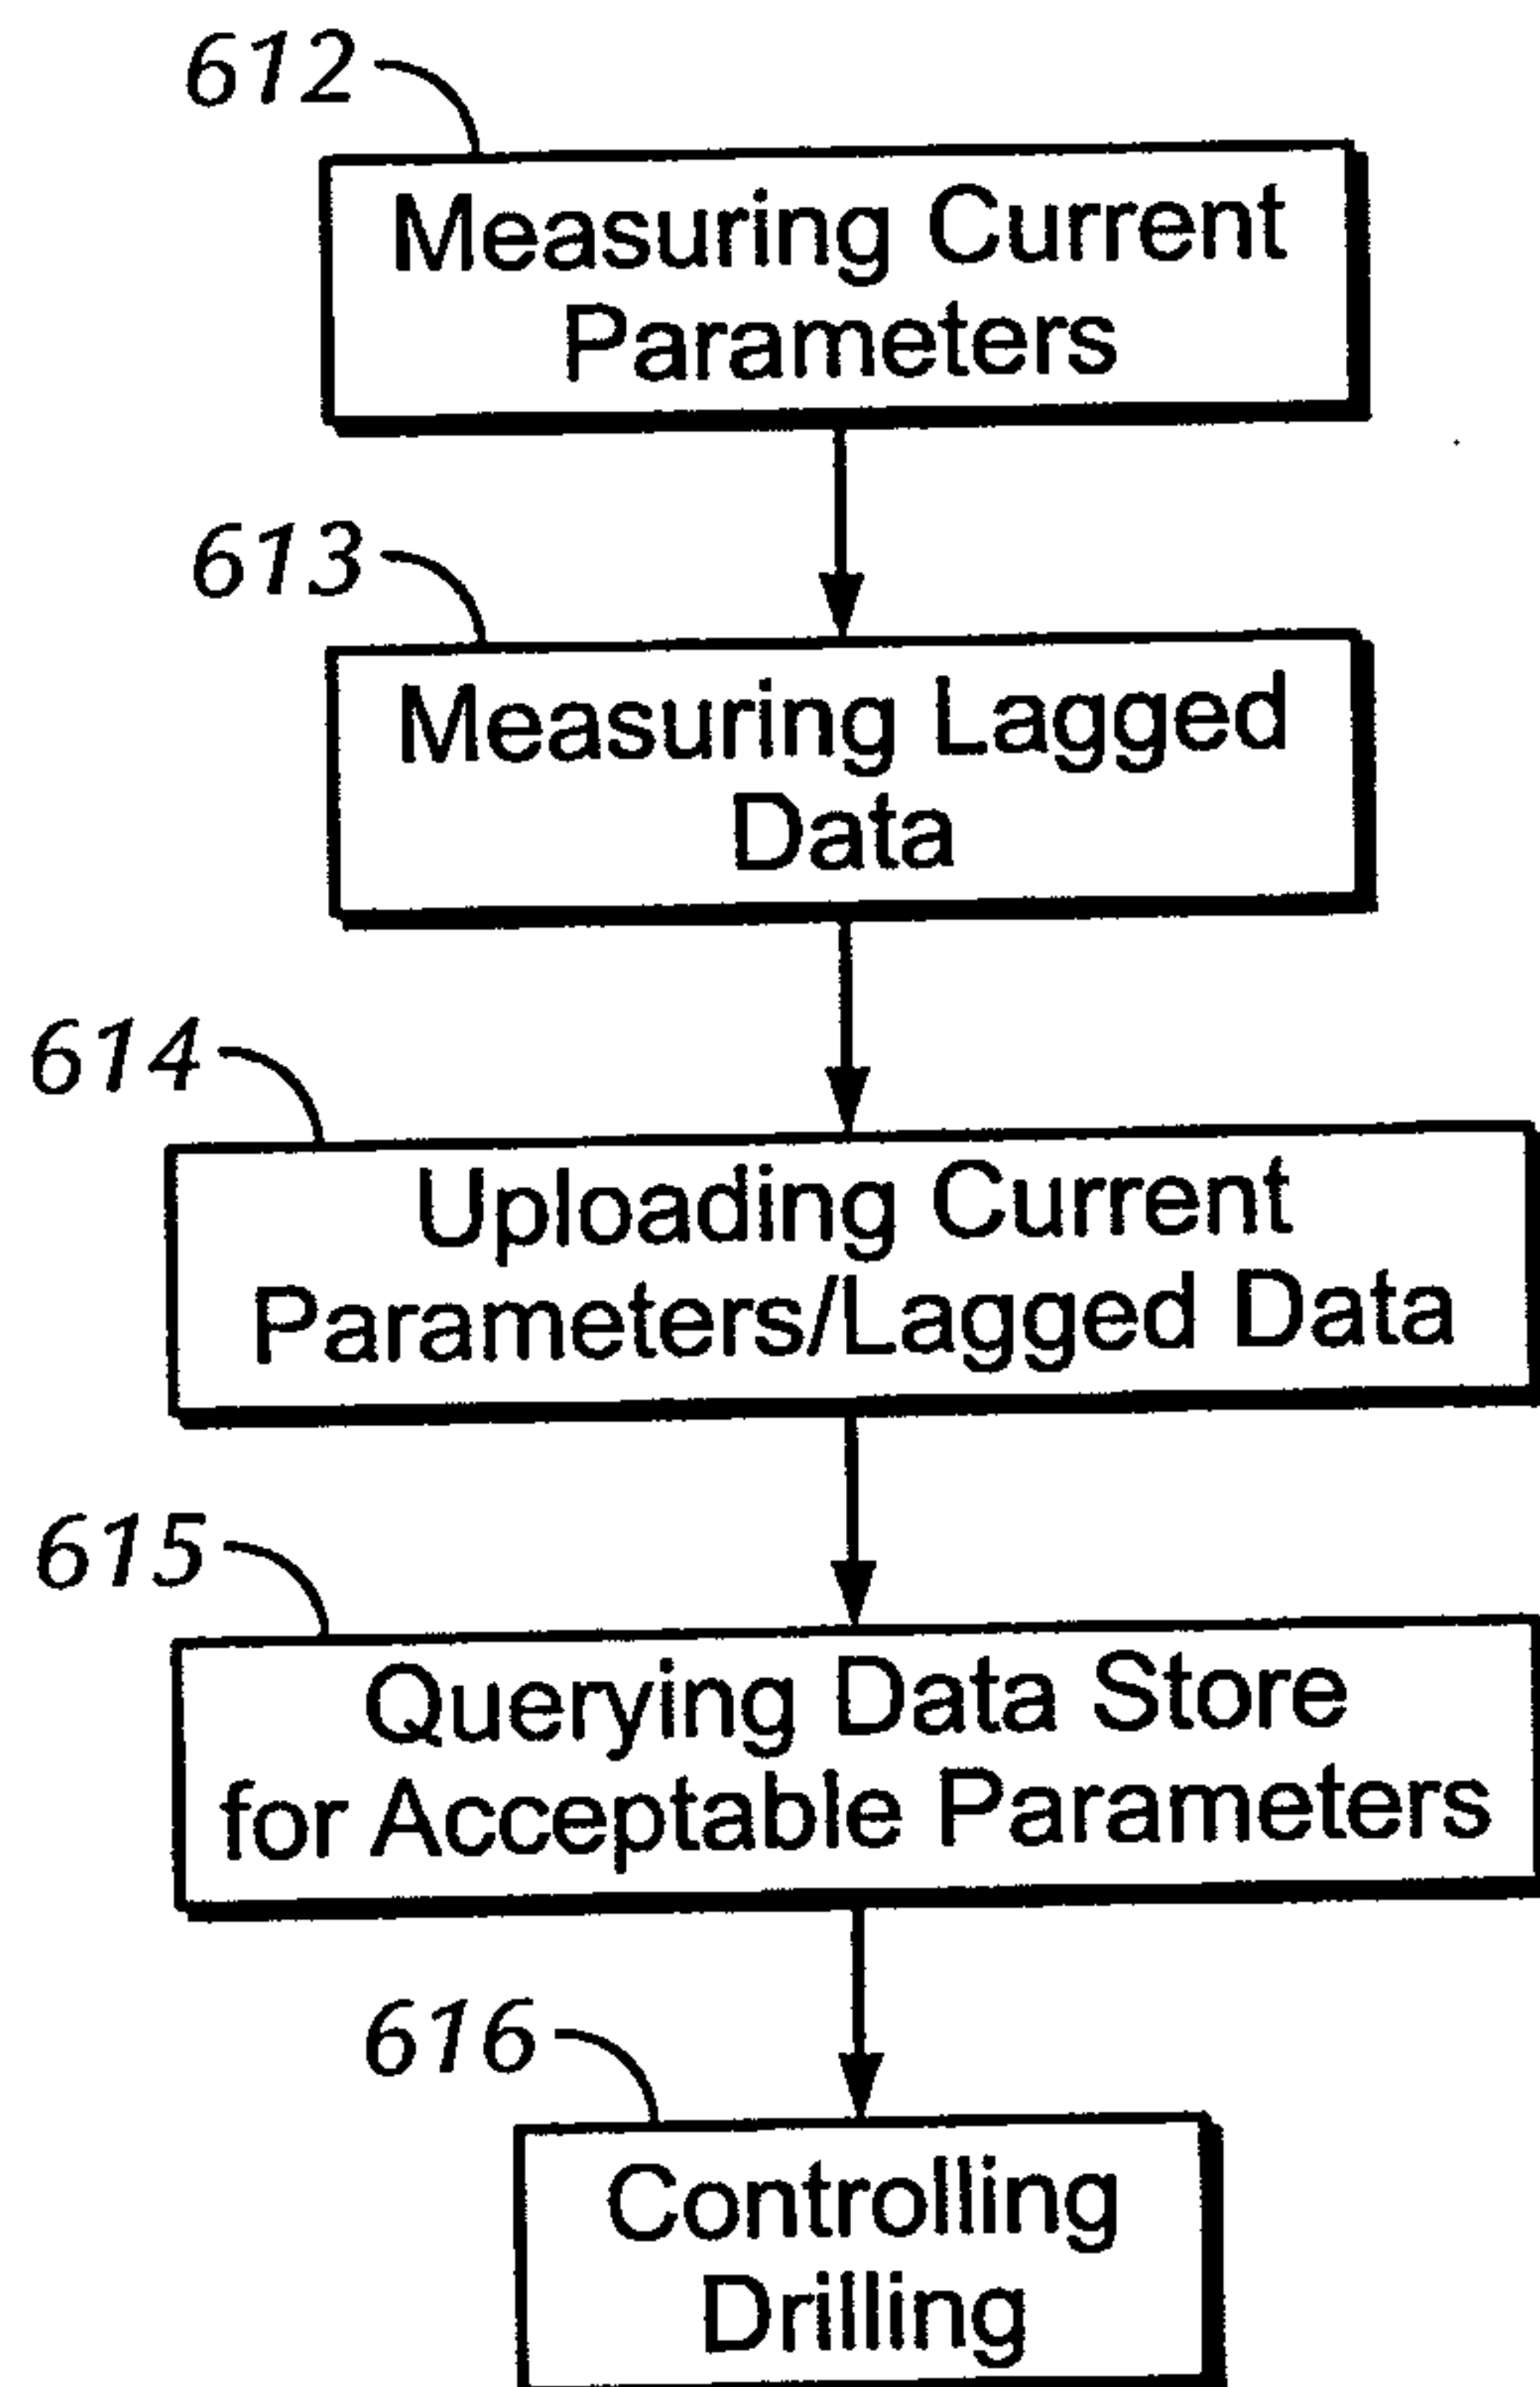 612
Measuring Current
Parameters
613
Measuring Lagged
Data
614
Uploading Current
Parameters/Lagged Data
615
Querying Data Store
for Acceptable Parameters
616
Controlling
Drilling